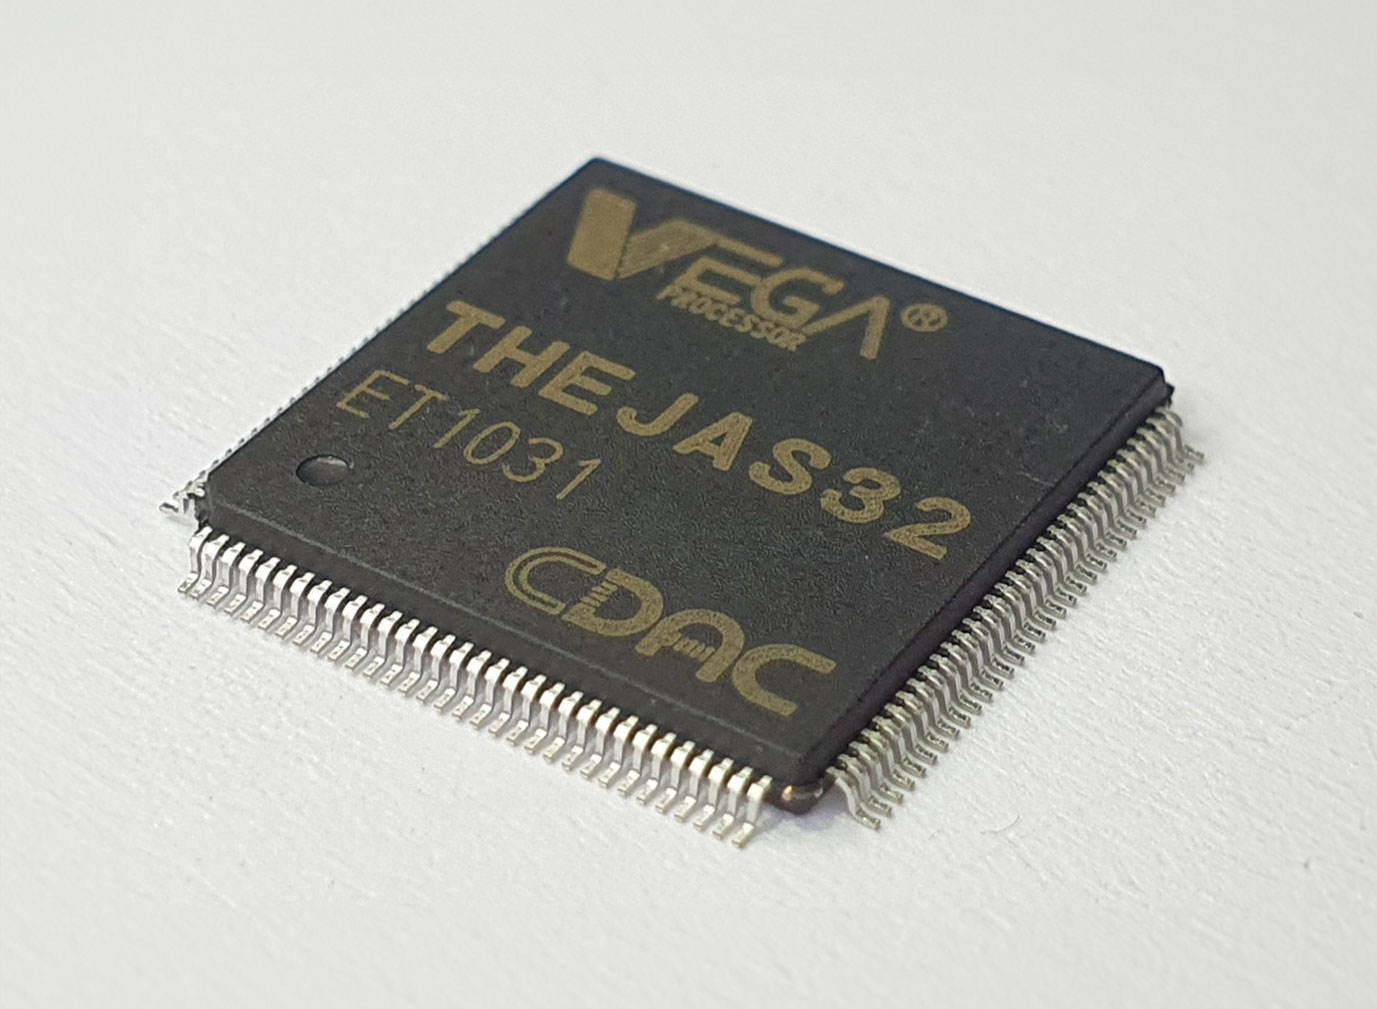 VEGA®
PROCESSOR
THEJAS32
ET1031
CDAC